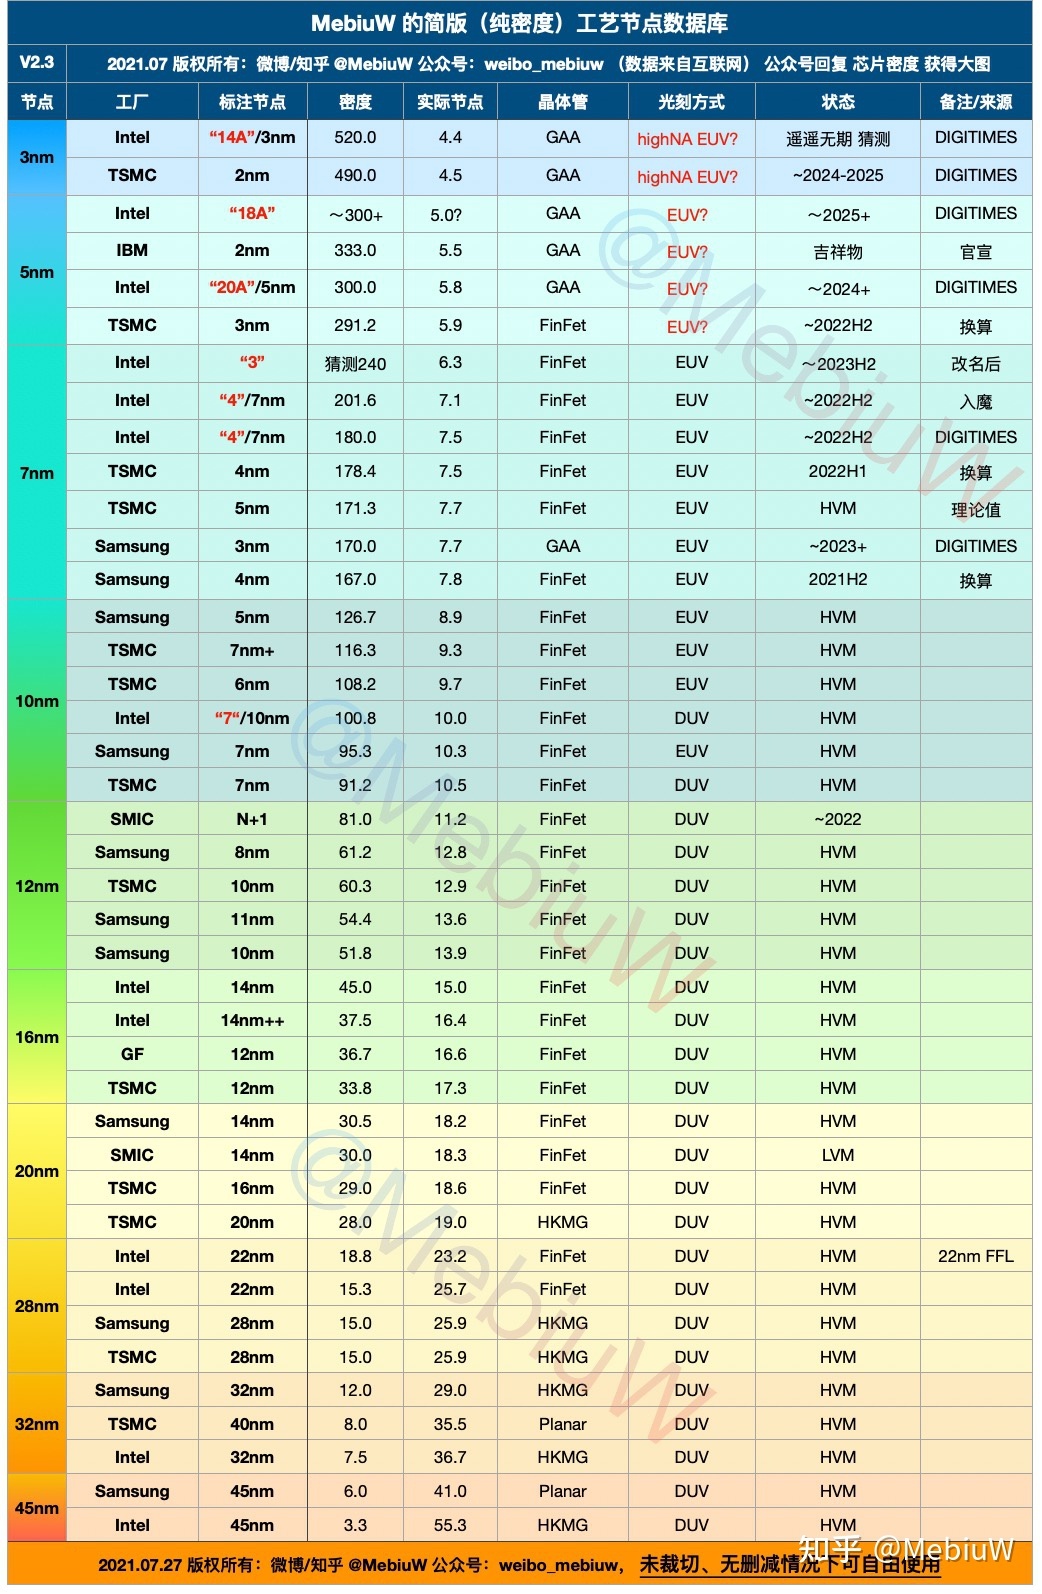 MebiuW 的简版（纯密度）工艺节点数据库
V2.3 2021.07 版权所有：微博/知乎 @MebiuW 公众号：weibo_mebiuw （数据来自互联网） 公众号回复 芯片密度 获得大图
节点 工厂 标注节点 密度 实际节点 晶体管 光刻方式 状态 备注/来源
3nm
Intel “14A”/3nm 520.0 4.4 GAA highNA EUV? 遥遥无期 猜测 DIGITIMES
TSMC 2nm 490.0 4.5 GAA highNA EUV? ~2024-2025 DIGITIMES
5nm
Intel “18A” ～300+ 5.0? GAA EUV? ～2025+ DIGITIMES
IBM 2nm 333.0 5.5 GAA EUV? 吉祥物 官宣
Intel “20A”/5nm 300.0 5.8 GAA EUV? ～2024+ DIGITIMES
TSMC 3nm 291.2 5.9 FinFet EUV? ~2022H2 换算
7nm
Intel “3” 猜测240 6.3 FinFet EUV ～2023H2 改名后
Intel “4”/7nm 201.6 7.1 FinFet EUV ~2022H2 入魔
Intel “4”/7nm 180.0 7.5 FinFet EUV ~2022H2 DIGITIMES
TSMC 4nm 178.4 7.5 FinFet EUV 2022H1 换算
TSMC 5nm 171.3 7.7 FinFet EUV HVM 理论值
Samsung 3nm 170.0 7.7 GAA EUV ~2023+ DIGITIMES
Samsung 4nm 167.0 7.8 FinFet EUV 2021H2 换算
10nm
Samsung 5nm 126.7 8.9 FinFet EUV HVM
TSMC 7nm+ 116.3 9.3 FinFet EUV HVM
TSMC 6nm 108.2 9.7 FinFet EUV HVM
Intel “7“/10nm 100.8 10.0 FinFet DUV HVM
Samsung 7nm 95.3 10.3 FinFet EUV HVM
TSMC 7nm 91.2 10.5 FinFet DUV HVM
12nm
SMIC N+1 81.0 11.2 FinFet DUV ~2022
Samsung 8nm 61.2 12.8 FinFet DUV HVM
TSMC 10nm 60.3 12.9 FinFet DUV HVM
Samsung 11nm 54.4 13.6 FinFet DUV HVM
Samsung 10nm 51.8 13.9 FinFet DUV HVM
16nm
Intel 14nm 45.0 15.0 FinFet DUV HVM
Intel 14nm++ 37.5 16.4 FinFet DUV HVM
GF 12nm 36.7 16.6 FinFet DUV HVM
TSMC 12nm 33.8 17.3 FinFet DUV HVM
20nm
Samsung 14nm 30.5 18.2 FinFet DUV HVM
SMIC 14nm 30.0 18.3 FinFet DUV LVM
TSMC 16nm 29.0 18.6 FinFet DUV HVM
TSMC 20nm 28.0 19.0 HKMG DUV HVM
28nm
Intel 22nm 18.8 23.2 FinFet DUV HVM 22nm FFL
Intel 22nm 15.3 25.7 FinFet DUV HVM
Samsung 28nm 15.0 25.9 HKMG DUV HVM
TSMC 28nm 15.0 25.9 HKMG DUV HVM
32nm
Samsung 32nm 12.0 29.0 HKMG DUV HVM
TSMC 40nm 8.0 35.5 Planar DUV HVM
Intel 32nm 7.5 36.7 HKMG DUV HVM
45nm
Samsung 45nm 6.0 41.0 Planar DUV HVM
Intel 45nm 3.3 55.3 HKMG DUV HVM
2021.07.27 版权所有：微博/知乎 @MebiuW 公众号：weibo_mebiuw， 未裁切、无删减情况下可自由使用
知乎 @MebiuW
@MebiuW
@MebiuW
@MebiuW